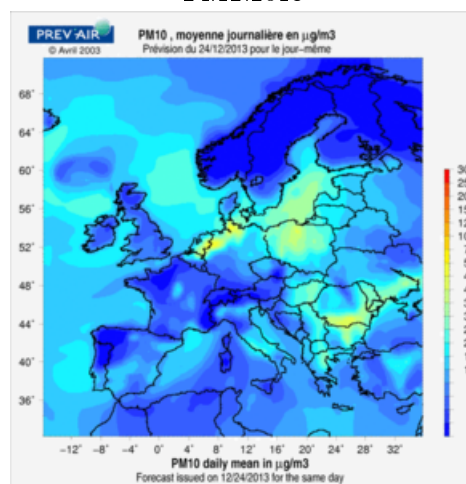 PREV'AIR
© Avril 2003
PM10 , moyenne journalière en µg/m3
Prévision du 24/12/2013 pour le jour-même
68°
64°
60°
56°
52°
48°
44°
40°
36°
−12° −8° −4° 0° 4° 8° 12° 16° 20° 24° 28° 32°
PM10 daily mean in µg/m3
Forecast issued on 12/24/2013 for the same day